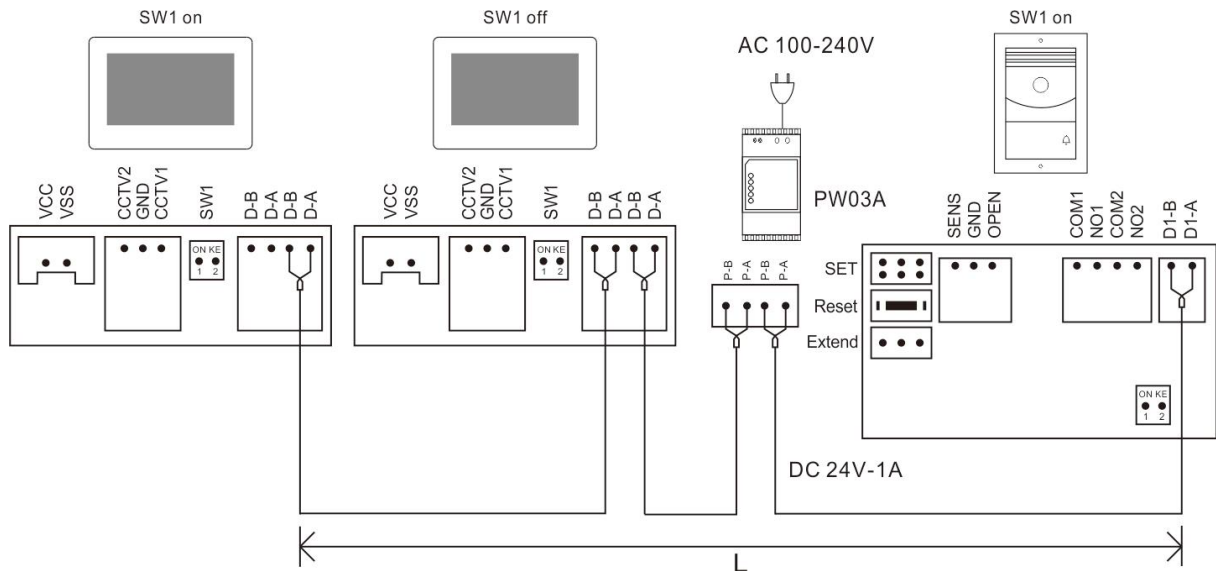 SW1 on
SW1 off
SW1 on
AC 100-240V
PW03A
VCC
VSS
CCTV2
GND
CCTV1
SW1
D-B
D-A
D-B
D-A
ON KE
1 2
VCC
VSS
CCTV2
GND
CCTV1
SW1
D-B
D-A
D-B
D-A
ON KE
1 2
P-B
P-A
P-B
P-A
SENS
GND
OPEN
COM1
NO1
COM2
NO2
D1-B
D1-A
SET
Reset
Extend
ON KE
1 2
DC 24V-1A
L